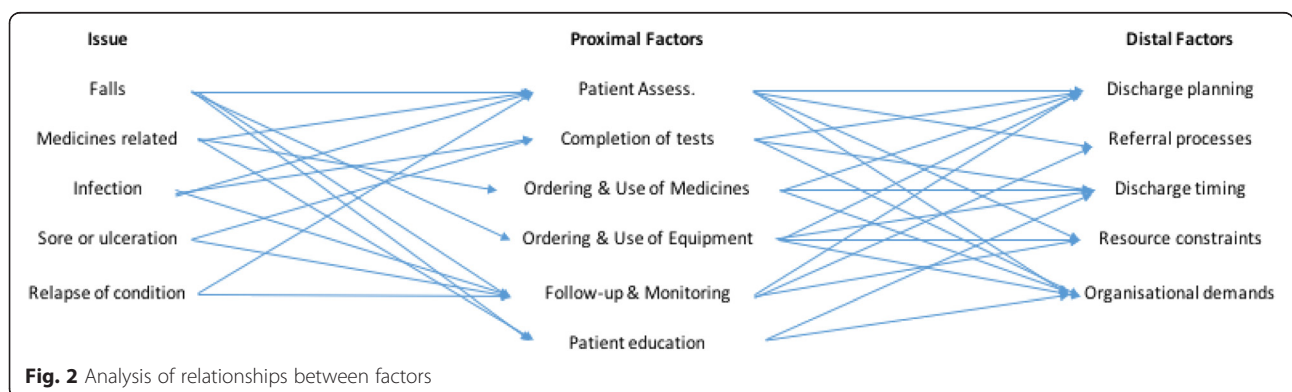 Issue Proximal Factors Distal Factors
Falls Patient Assess. Discharge planning
Medicines related Completion of tests Referral processes
Infection Ordering & Use of Medicines Discharge timing
Sore or ulceration Ordering & Use of Equipment Resource constraints
Relapse of condition Follow-up & Monitoring Organisational demands
Patient education
Fig. 2 Analysis of relationships between factors